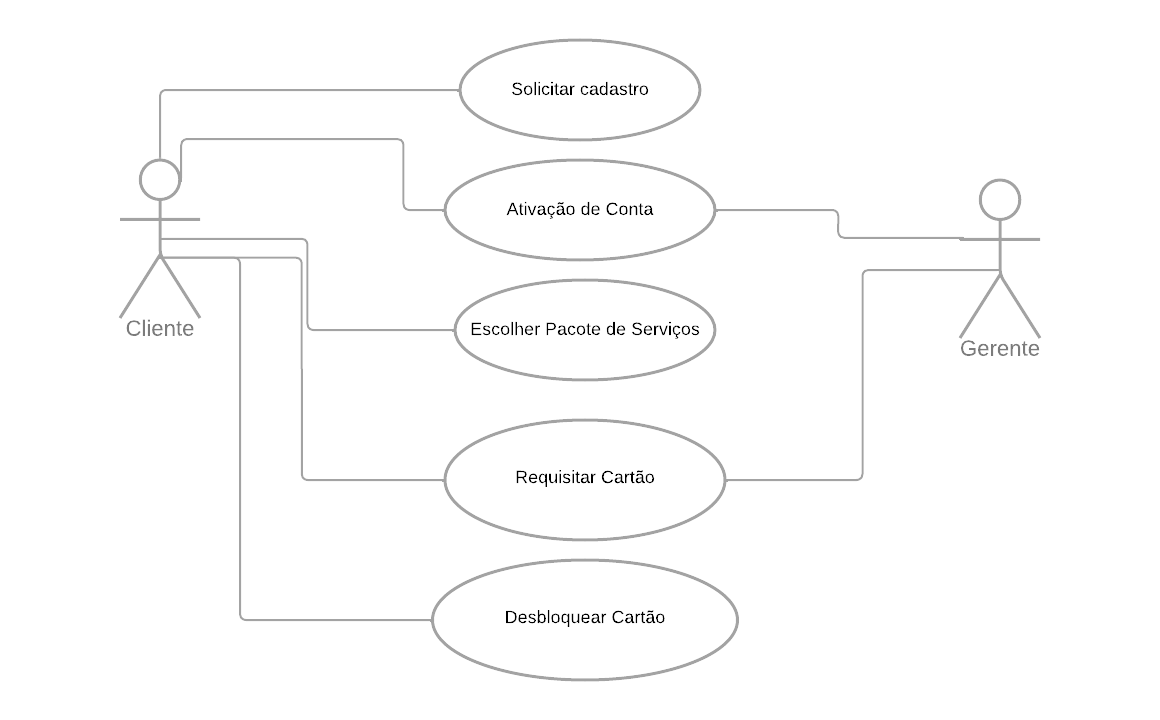 Solicitar cadastro
Ativação de Conta
Escolher Pacote de Serviços
Cliente
Gerente
Requisitar Cartão
Desbloquear Cartão